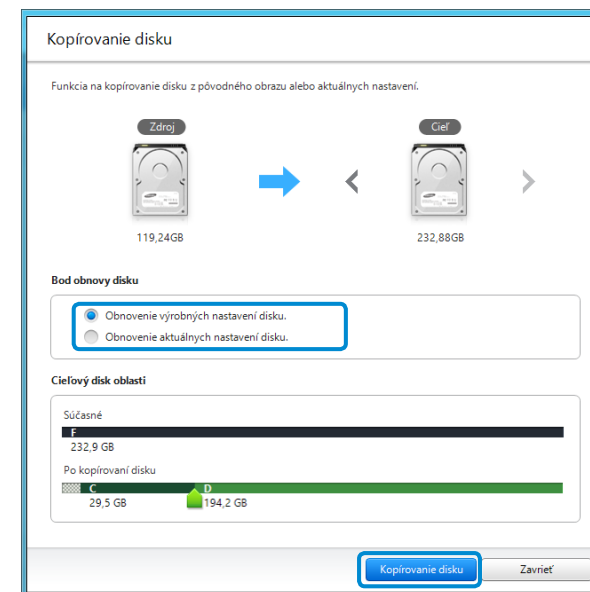 Kopírovanie disku
Funkcia na kopírovanie disku z pôvodného obrazu alebo aktuálnych nastavení.
Zdroj
Cieľ
119,24GB
232,88GB
Bod obnovy disku
Obnovenie výrobných nastavení disku.
Obnovenie aktuálnych nastavení disku.
Cieľový disk oblasti
Súčasné
F
232,9 GB
Po kopírovaní disku
C D
29,5 GB 194,2 GB
Kopírovanie disku Zavrieť